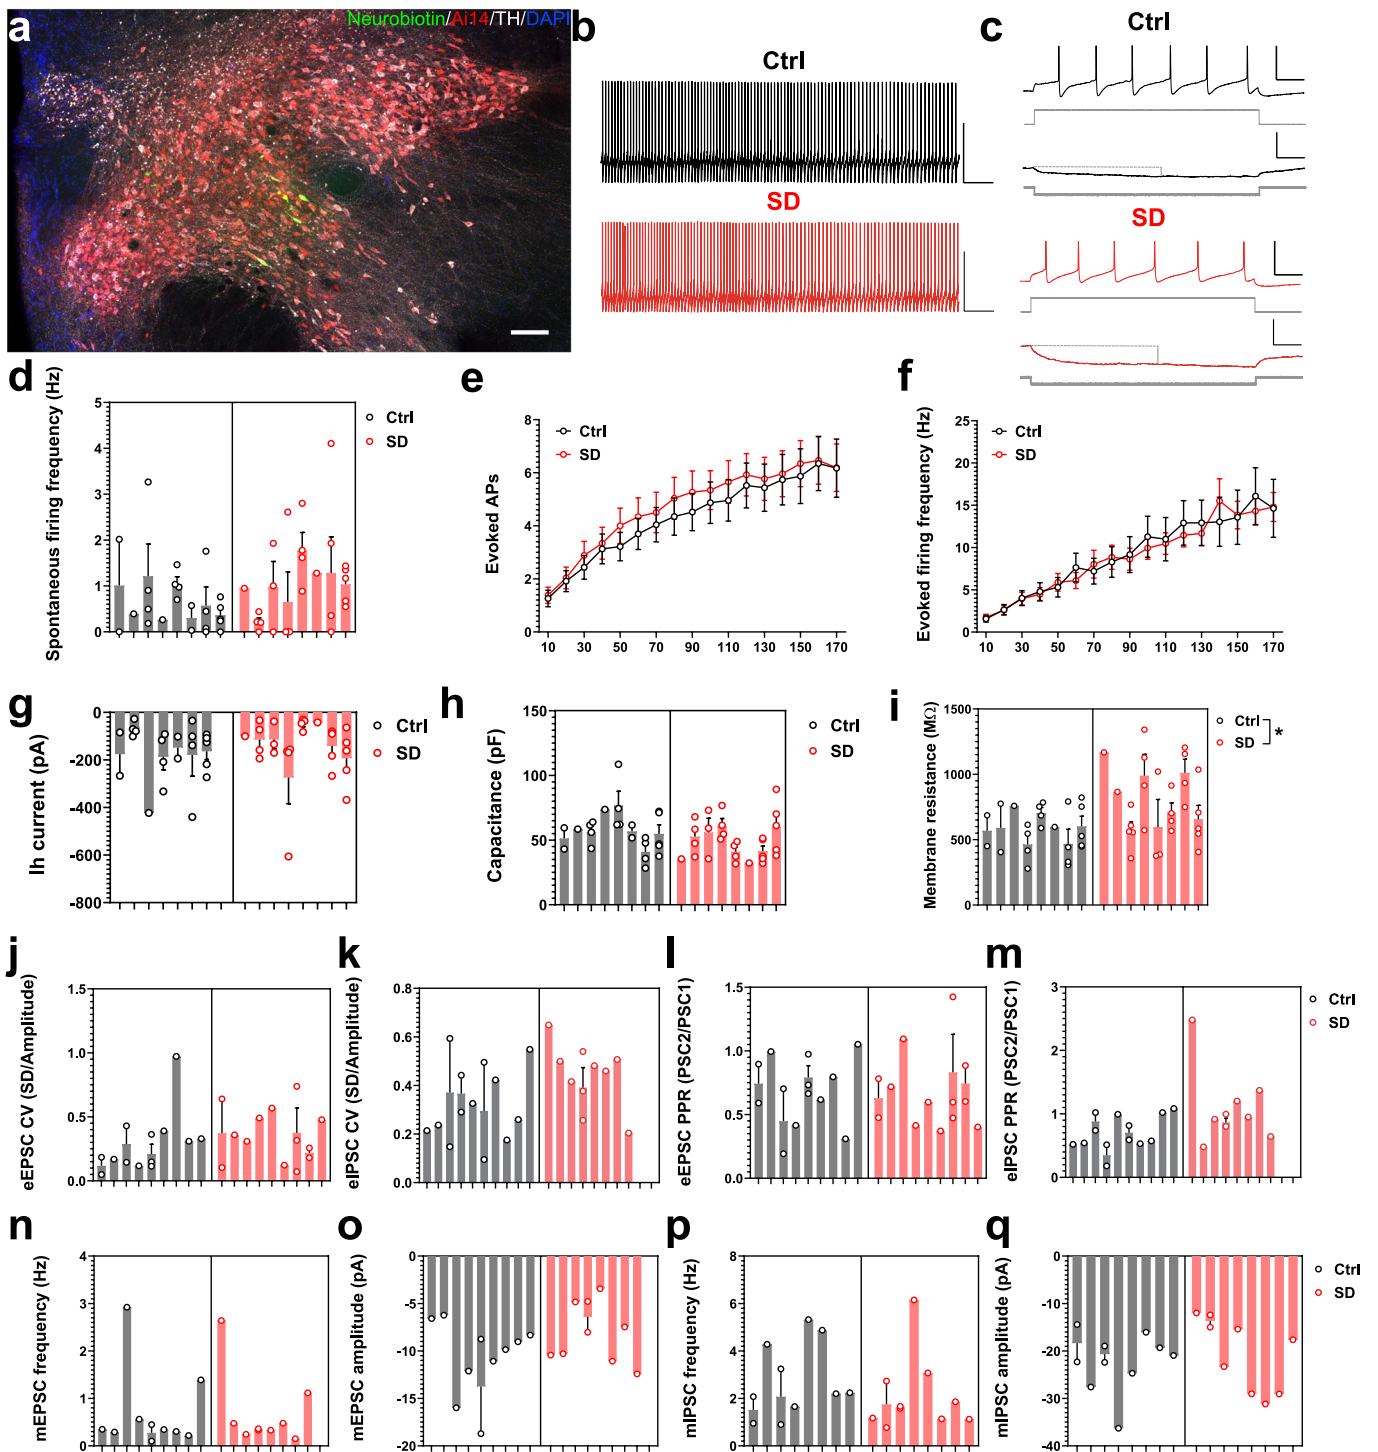 a
Neurobiotin/Ai14/TH/DAPI
b
Ctrl
SD
c
Ctrl
SD
d
Spontaneous firing frequency (Hz)
5
4
3
2
1
0
Ctrl
SD
e
Evoked APs
8
6
4
2
0
Ctrl
SD
10 30 50 70 90 110 130 150 170
f
Evoked firing frequency (Hz)
25
20
15
10
5
0
Ctrl
SD
10 30 50 70 90 110 130 150 170
g
Ih current (pA)
0
-200
-400
-600
-800
Ctrl
SD
h
Capacitance (pF)
150
100
50
0
Ctrl
SD
i
Membrane resistance (MΩ)
1500
1000
500
0
Ctrl
SD
*
j
eEPSC CV (SD/Amplitude)
1.5
1.0
0.5
0.0
k
eIPSC CV (SD/Amplitude)
0.8
0.6
0.4
0.2
0.0
l
eEPSC PPR (PSC2/PSC1)
1.5
1.0
0.5
0.0
m
eIPSC PPR (PSC2/PSC1)
3
2
1
0
Ctrl
SD
n
mEPSC frequency (Hz)
4
3
2
1
0
o
mEPSC amplitude (pA)
0
-5
-10
-15
-20
p
mIPSC frequency (Hz)
8
6
4
2
0
q
mIPSC amplitude (pA)
0
-10
-20
-30
-40
Ctrl
SD